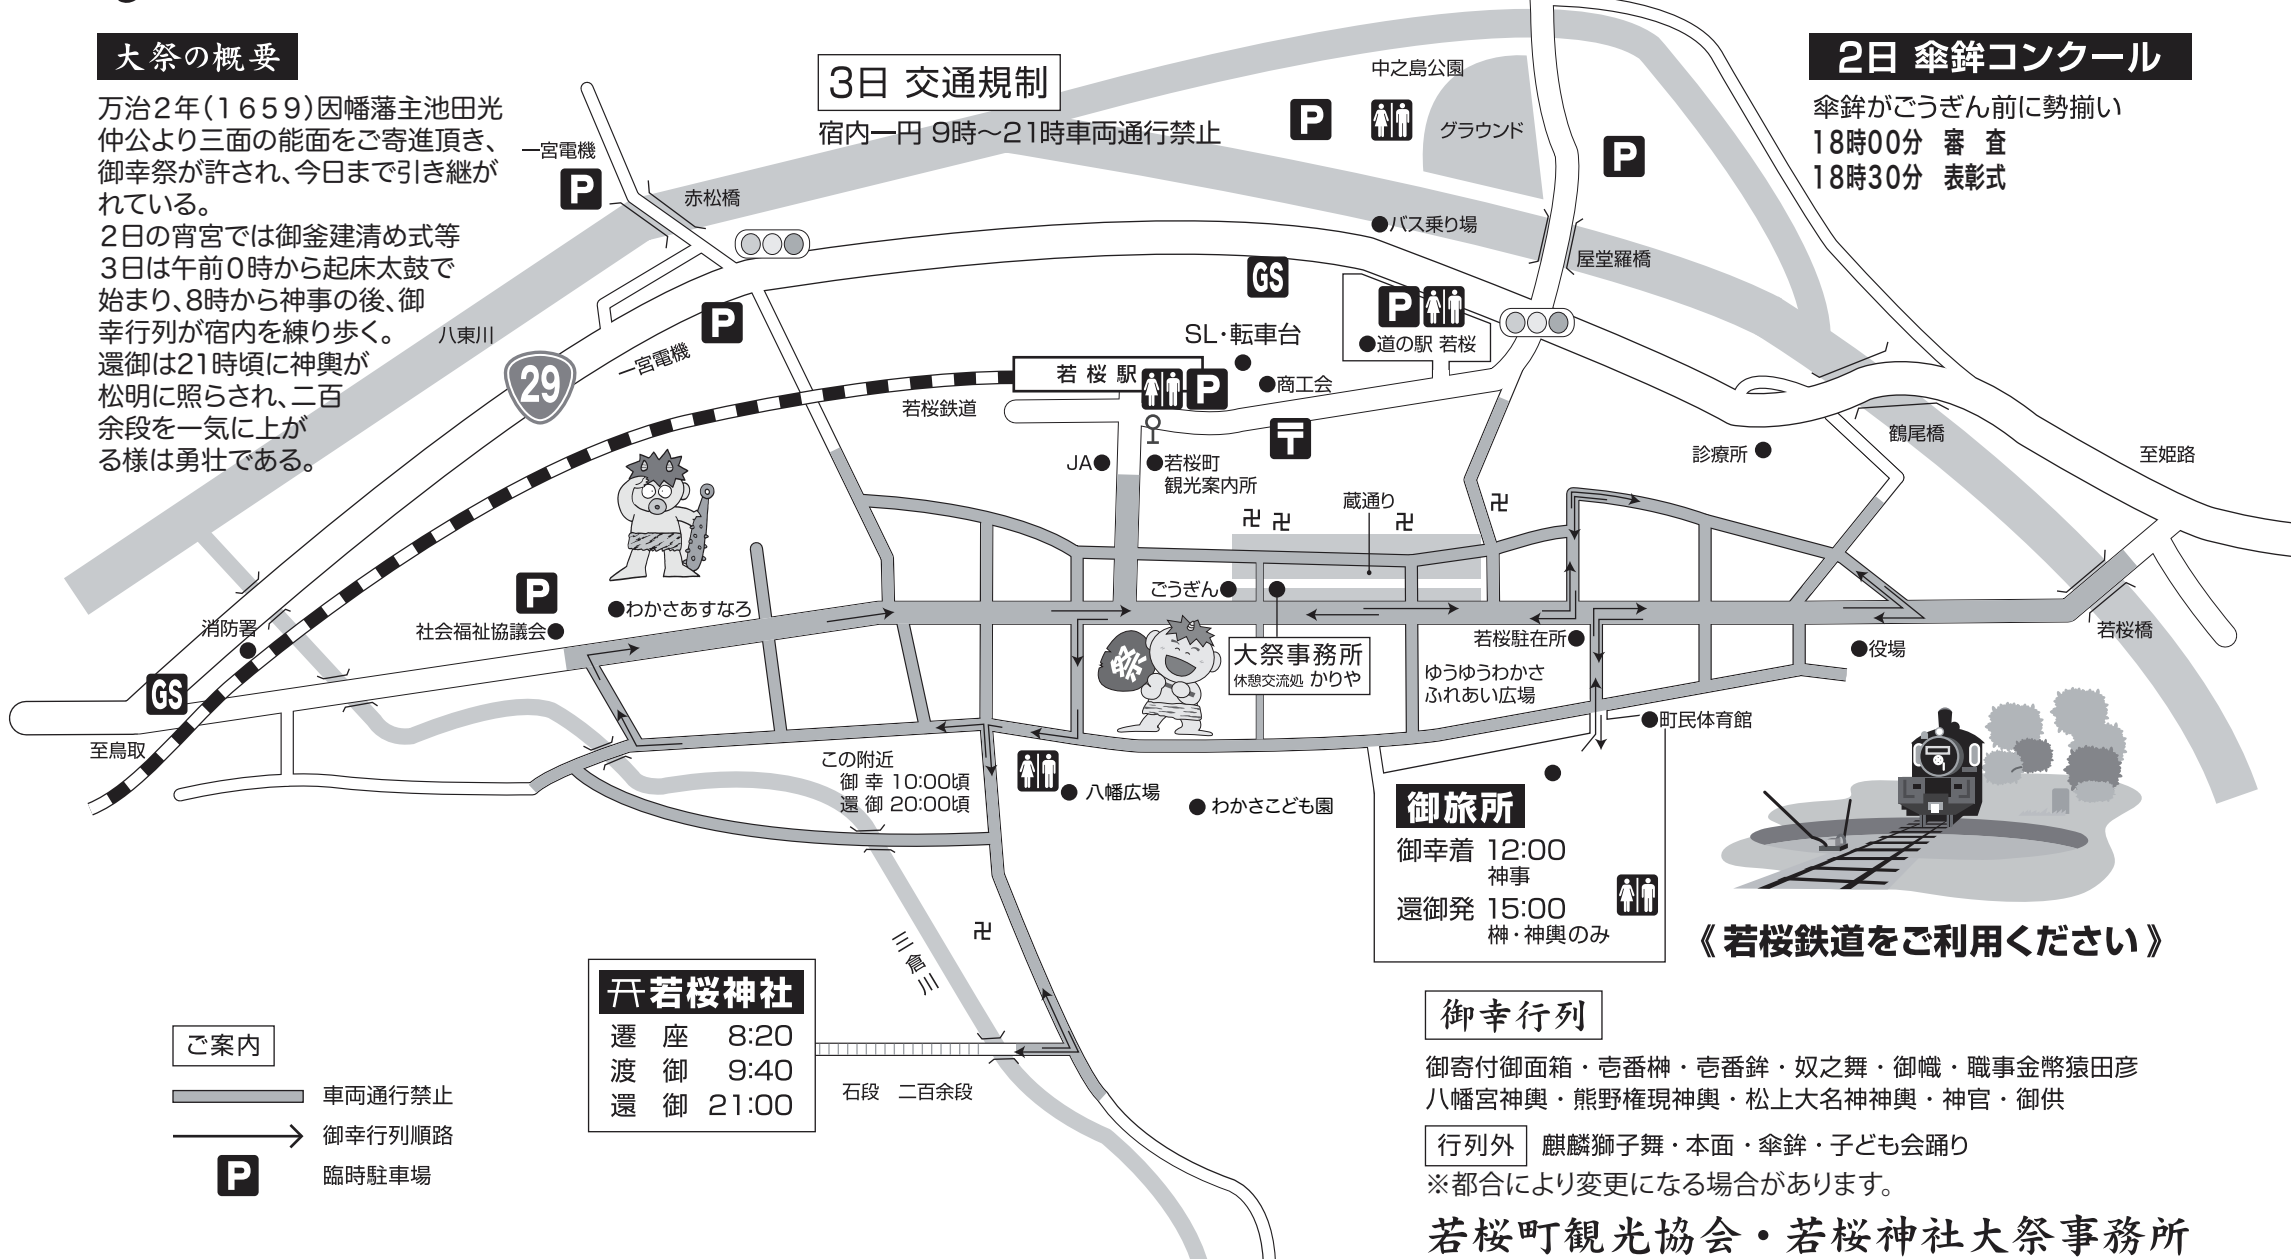 大祭の概要
万治2年(1659)因幡藩主池田光
仲公より三面の能面をご寄進頂き、
御幸祭が許され、今日まで引き継が
れている。
2日の宵宮では御釜建清め式等
3日は午前0時から起床太鼓で
始まり、8時から神事の後、御
幸行列が宿内を練り歩く。
還御は21時頃に神輿が
松明に照らされ、二百
余段を一気に上が
る様は勇壮である。
3日 交通規制
宿内一円 9時～21時車両通行禁止
2日 傘鉾コンクール
傘鉾がごうぎん前に勢揃い
18時00分 審 査
18時30分 表彰式
中之島公園
P
グラウンド
P
一宮電機
P
赤松橋
バス乗り場
屋堂羅橋
GS
P
八東川
一宮電機
29
SL・転車台
P
道の駅 若桜
若桜駅
P
商工会
若桜鉄道
〒
JA
若桜町
観光案内所
診療所
鶴尾橋
至姫路
蔵通り
卍
卍
卍
卍
P
わかさあすなろ
社会福祉協議会
消防署
GS
至鳥取
ごうぎん
祭
大祭事務所
休憩交流処 かりや
若桜駐在所
ゆうゆうわかさ
ふれあい広場
役場
若桜橋
町民体育館
この附近
御 幸 10:00頃
還 御 20:00頃
八幡広場
わかさこども園
御旅所
御幸着 12:00
神事
還御発 15:00
榊・神輿のみ
《 若桜鉄道をご利用ください 》
卍
三倉川
若桜神社
遷 座 8:20
渡 御 9:40
還 御 21:00
石段 二百余段
ご案内
車両通行禁止
御幸行列順路
P 臨時駐車場
御幸行列
御寄付御面箱・壱番榊・壱番鉾・奴之舞・御幟・職事金幣猿田彦
八幡宮神輿・熊野権現神輿・松上大名神神輿・神官・御供
行列外 麒麟獅子舞・本面・傘鉾・子ども会踊り
※都合により変更になる場合があります。
若桜町観光協会・若桜神社大祭事務所